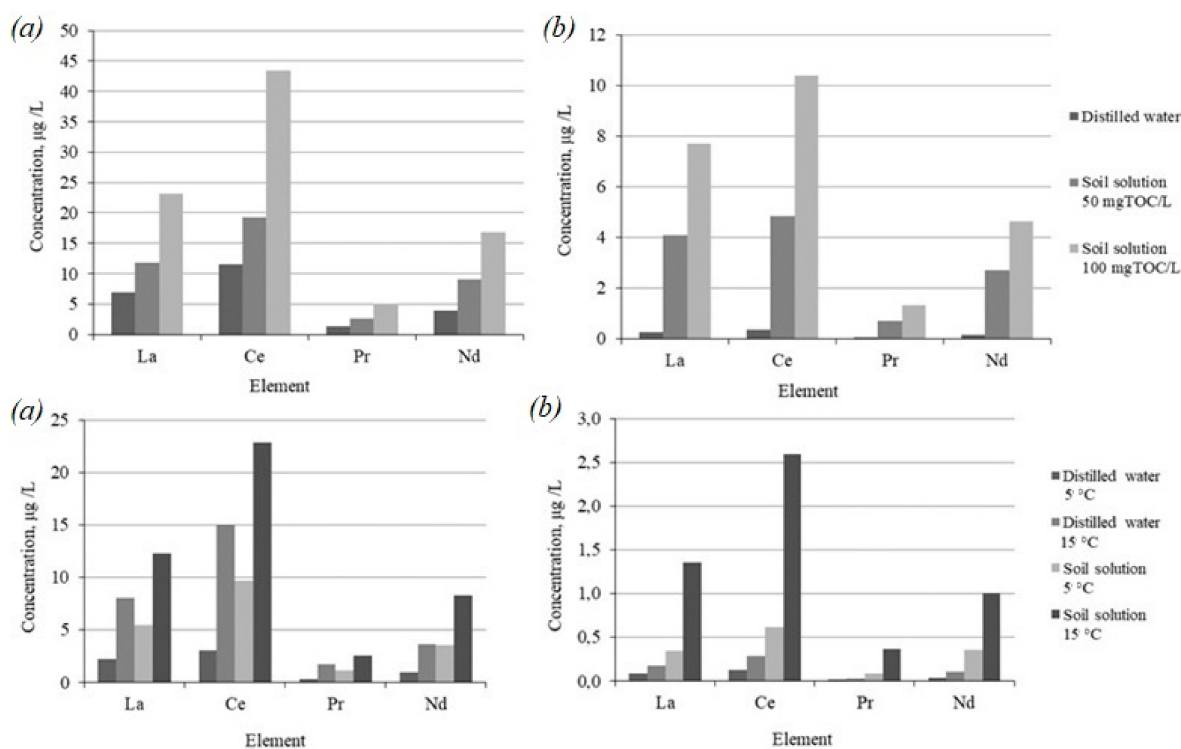 (a)
50
45
40
35
30
25
20
15
10
5
0
Concentration, µg /L
La Ce Pr Nd
Element
(b)
12
10
8
6
4
2
0
Concentration, µg /L
La Ce Pr Nd
Element
Distilled water
Soil solution
50 mgTOC/L
Soil solution
100 mgTOC/L
(a)
25
20
15
10
5
0
Concentration, µg /L
La Ce Pr Nd
Element
(b)
3,0
2,5
2,0
1,5
1,0
0,5
0,0
Concentration, µg /L
La Ce Pr Nd
Element
Distilled water
5 °C
Distilled water
15 °C
Soil solution
5 °C
Soil solution
15 °C